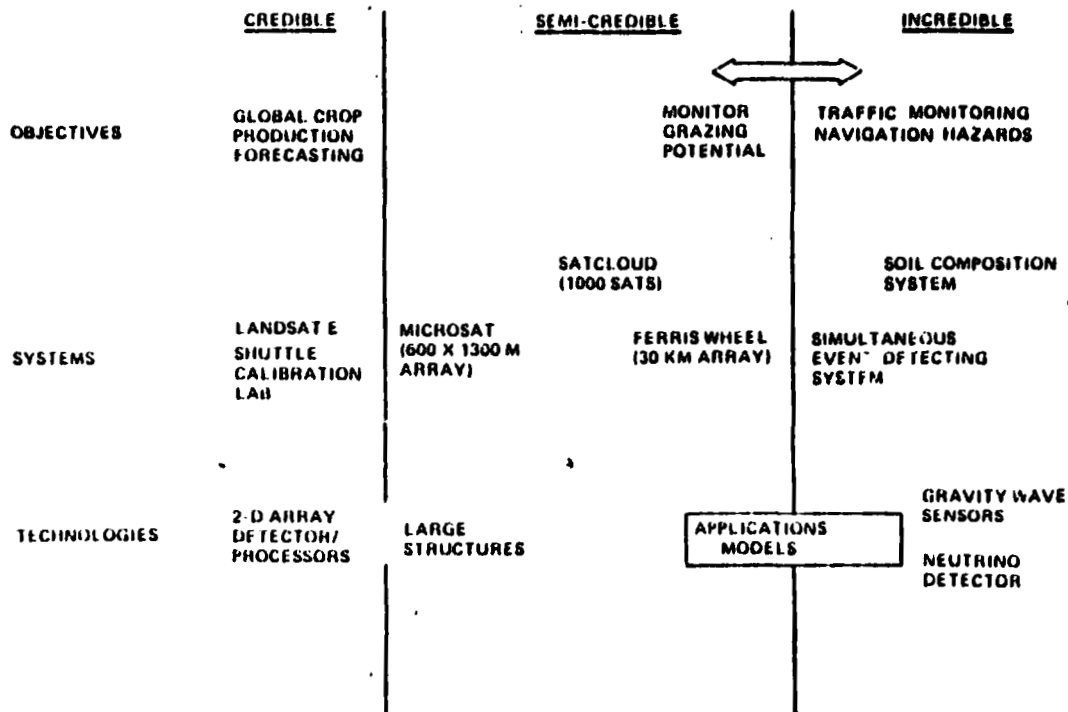 CREDIBLE
SEMI-CREDIBLE
INCREDIBLE
OBJECTIVES
GLOBAL CROP
PRODUCTION
FORECASTING
MONITOR
GRAZING
POTENTIAL
TRAFFIC MONITORING
NAVIGATION HAZARDS
SATCLOUD
(1000 SATS)
SOIL COMPOSITION
SYSTEM
SYSTEMS
LANDSAT E
SHUTTLE
CALIBRATION
LAB
MICROSAT
(600 X 1300 M
ARRAY)
FERRIS WHEEL
(30 KM ARRAY)
SIMULTANEOUS
EVENT DETECTING
SYSTEM
TECHNOLOGIES
2-D ARRAY
DETECTOR/
PROCESSORS
LARGE
STRUCTURES
APPLICATIONS
MODELS
GRAVITY WAVE
SENSORS
NEUTRINO
DETECTOR